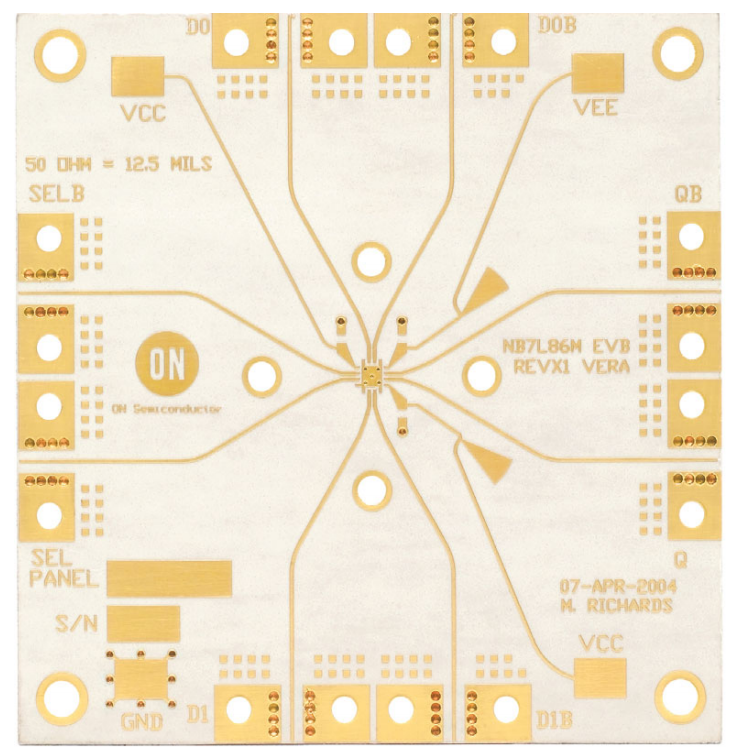 D0
D0B
VCC
VEE
50 OHM = 12.5 MILS
SELB
QB
ON
ON Semiconductor
NB7L86M EVB
REVX1 VERA
SEL
PANEL
Q
07-APR-2004
M. RICHARDS
S/N
VCC
GND
D1
D1B